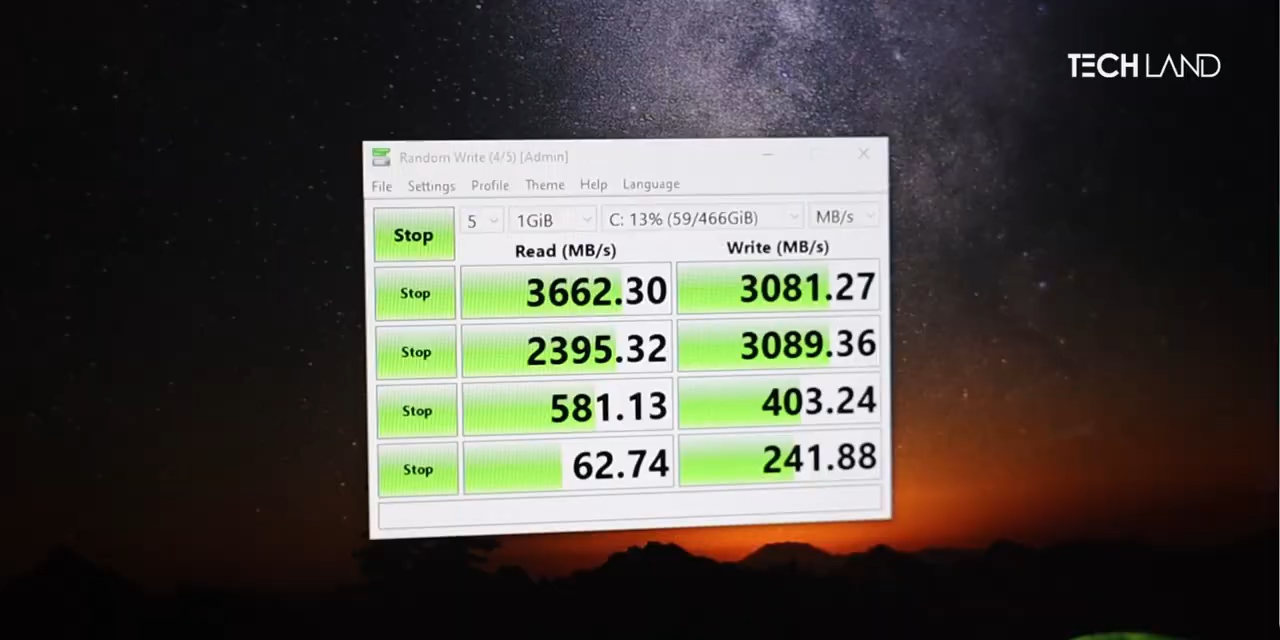 TECHLAND
Random Write (4/5) [Admin]
File Settings Profile Theme Help Language
Stop 5 1GiB C: 13% (59/466GiB) MB/s
Read (MB/s) Write (MB/s)
Stop 3662.30 3081.27
Stop 2395.32 3089.36
Stop 581.13 403.24
Stop 62.74 241.88